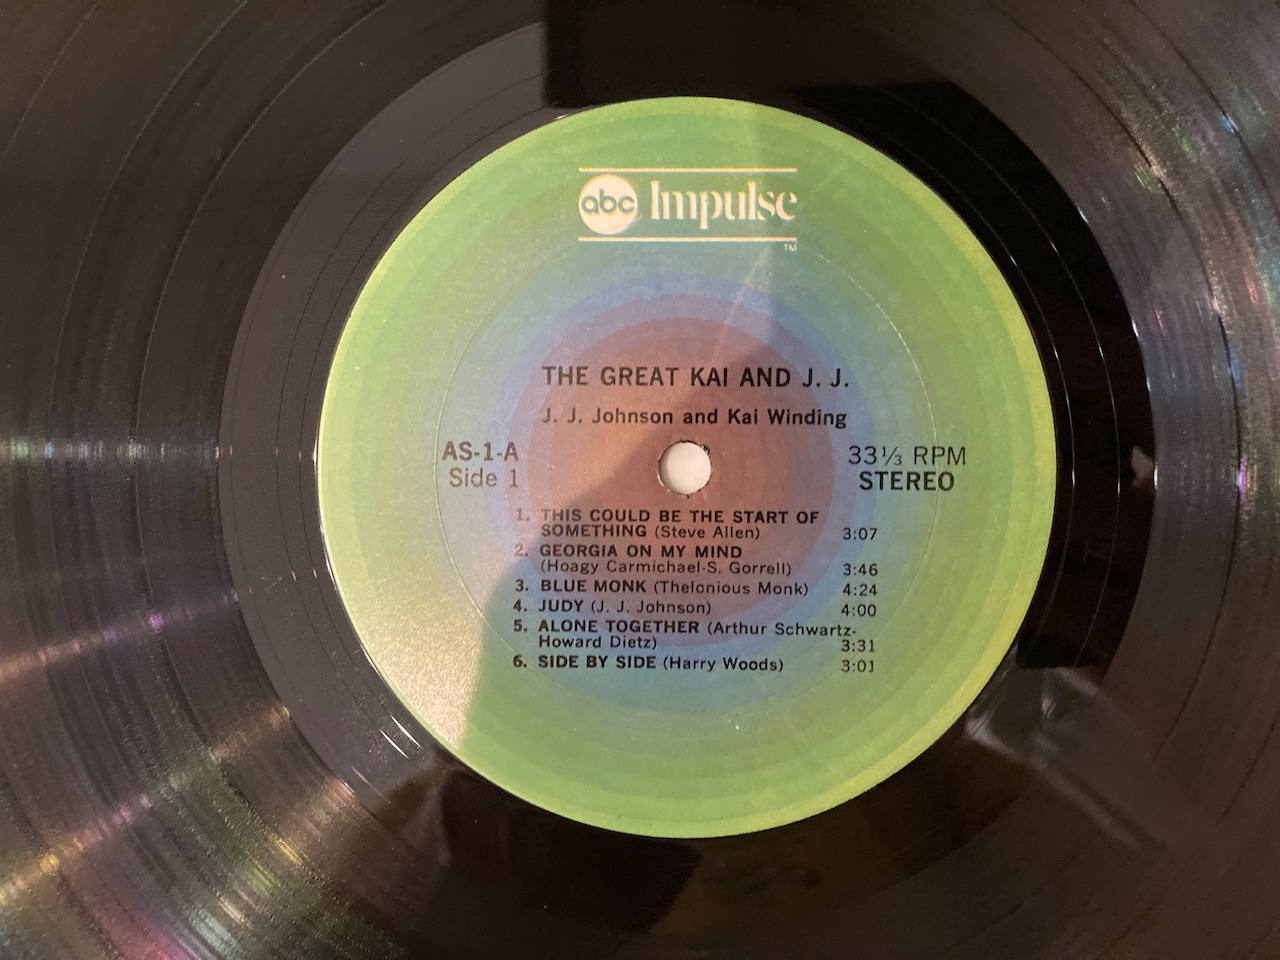 abc Impulse
TM
THE GREAT KAI AND J. J.
J. J. Johnson and Kai Winding
AS-1-A
Side 1
33⅓ RPM
STEREO
1. THIS COULD BE THE START OF
SOMETHING (Steve Allen) 3:07
2. GEORGIA ON MY MIND
(Hoagy Carmichael-S. Gorrell) 3:46
3. BLUE MONK (Thelonious Monk) 4:24
4. JUDY (J. J. Johnson) 4:00
5. ALONE TOGETHER (Arthur Schwartz-
Howard Dietz) 3:31
6. SIDE BY SIDE (Harry Woods) 3:01